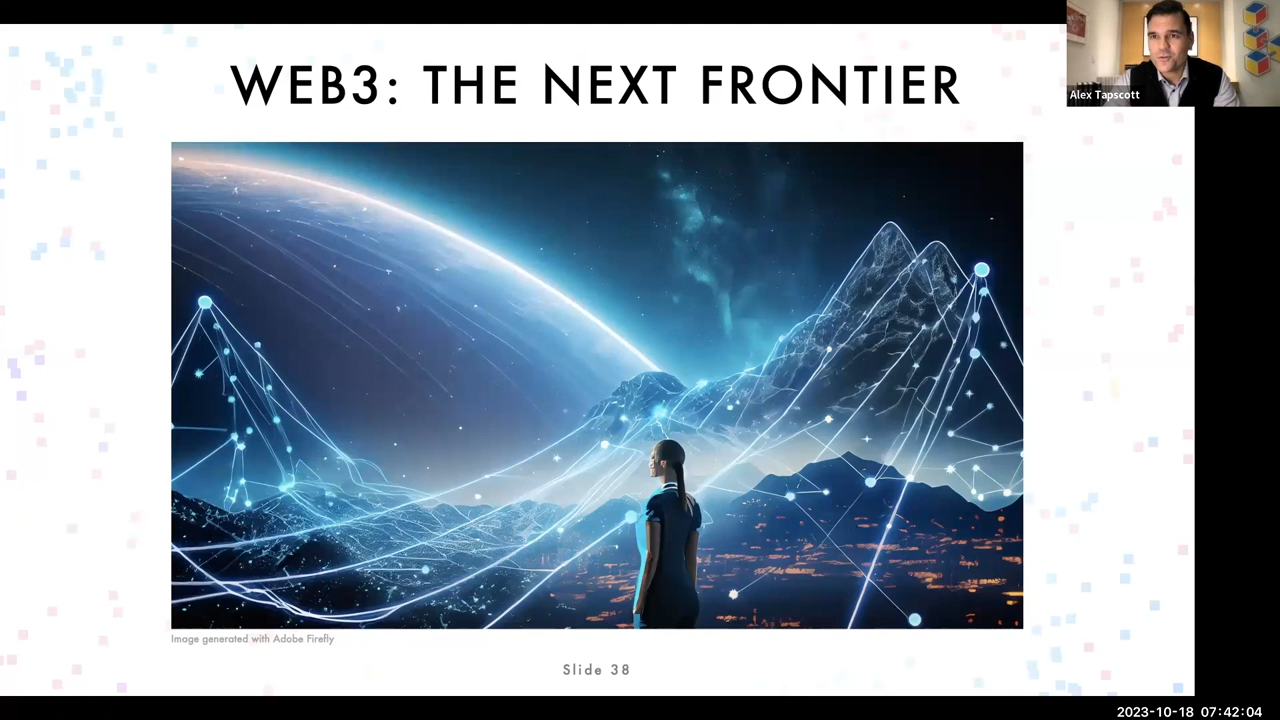 WEB3: THE NEXT FRONTIER
Alex Tapscott
Image generated with Adobe Firefly
Slide 38
2023-10-18 07:42:04